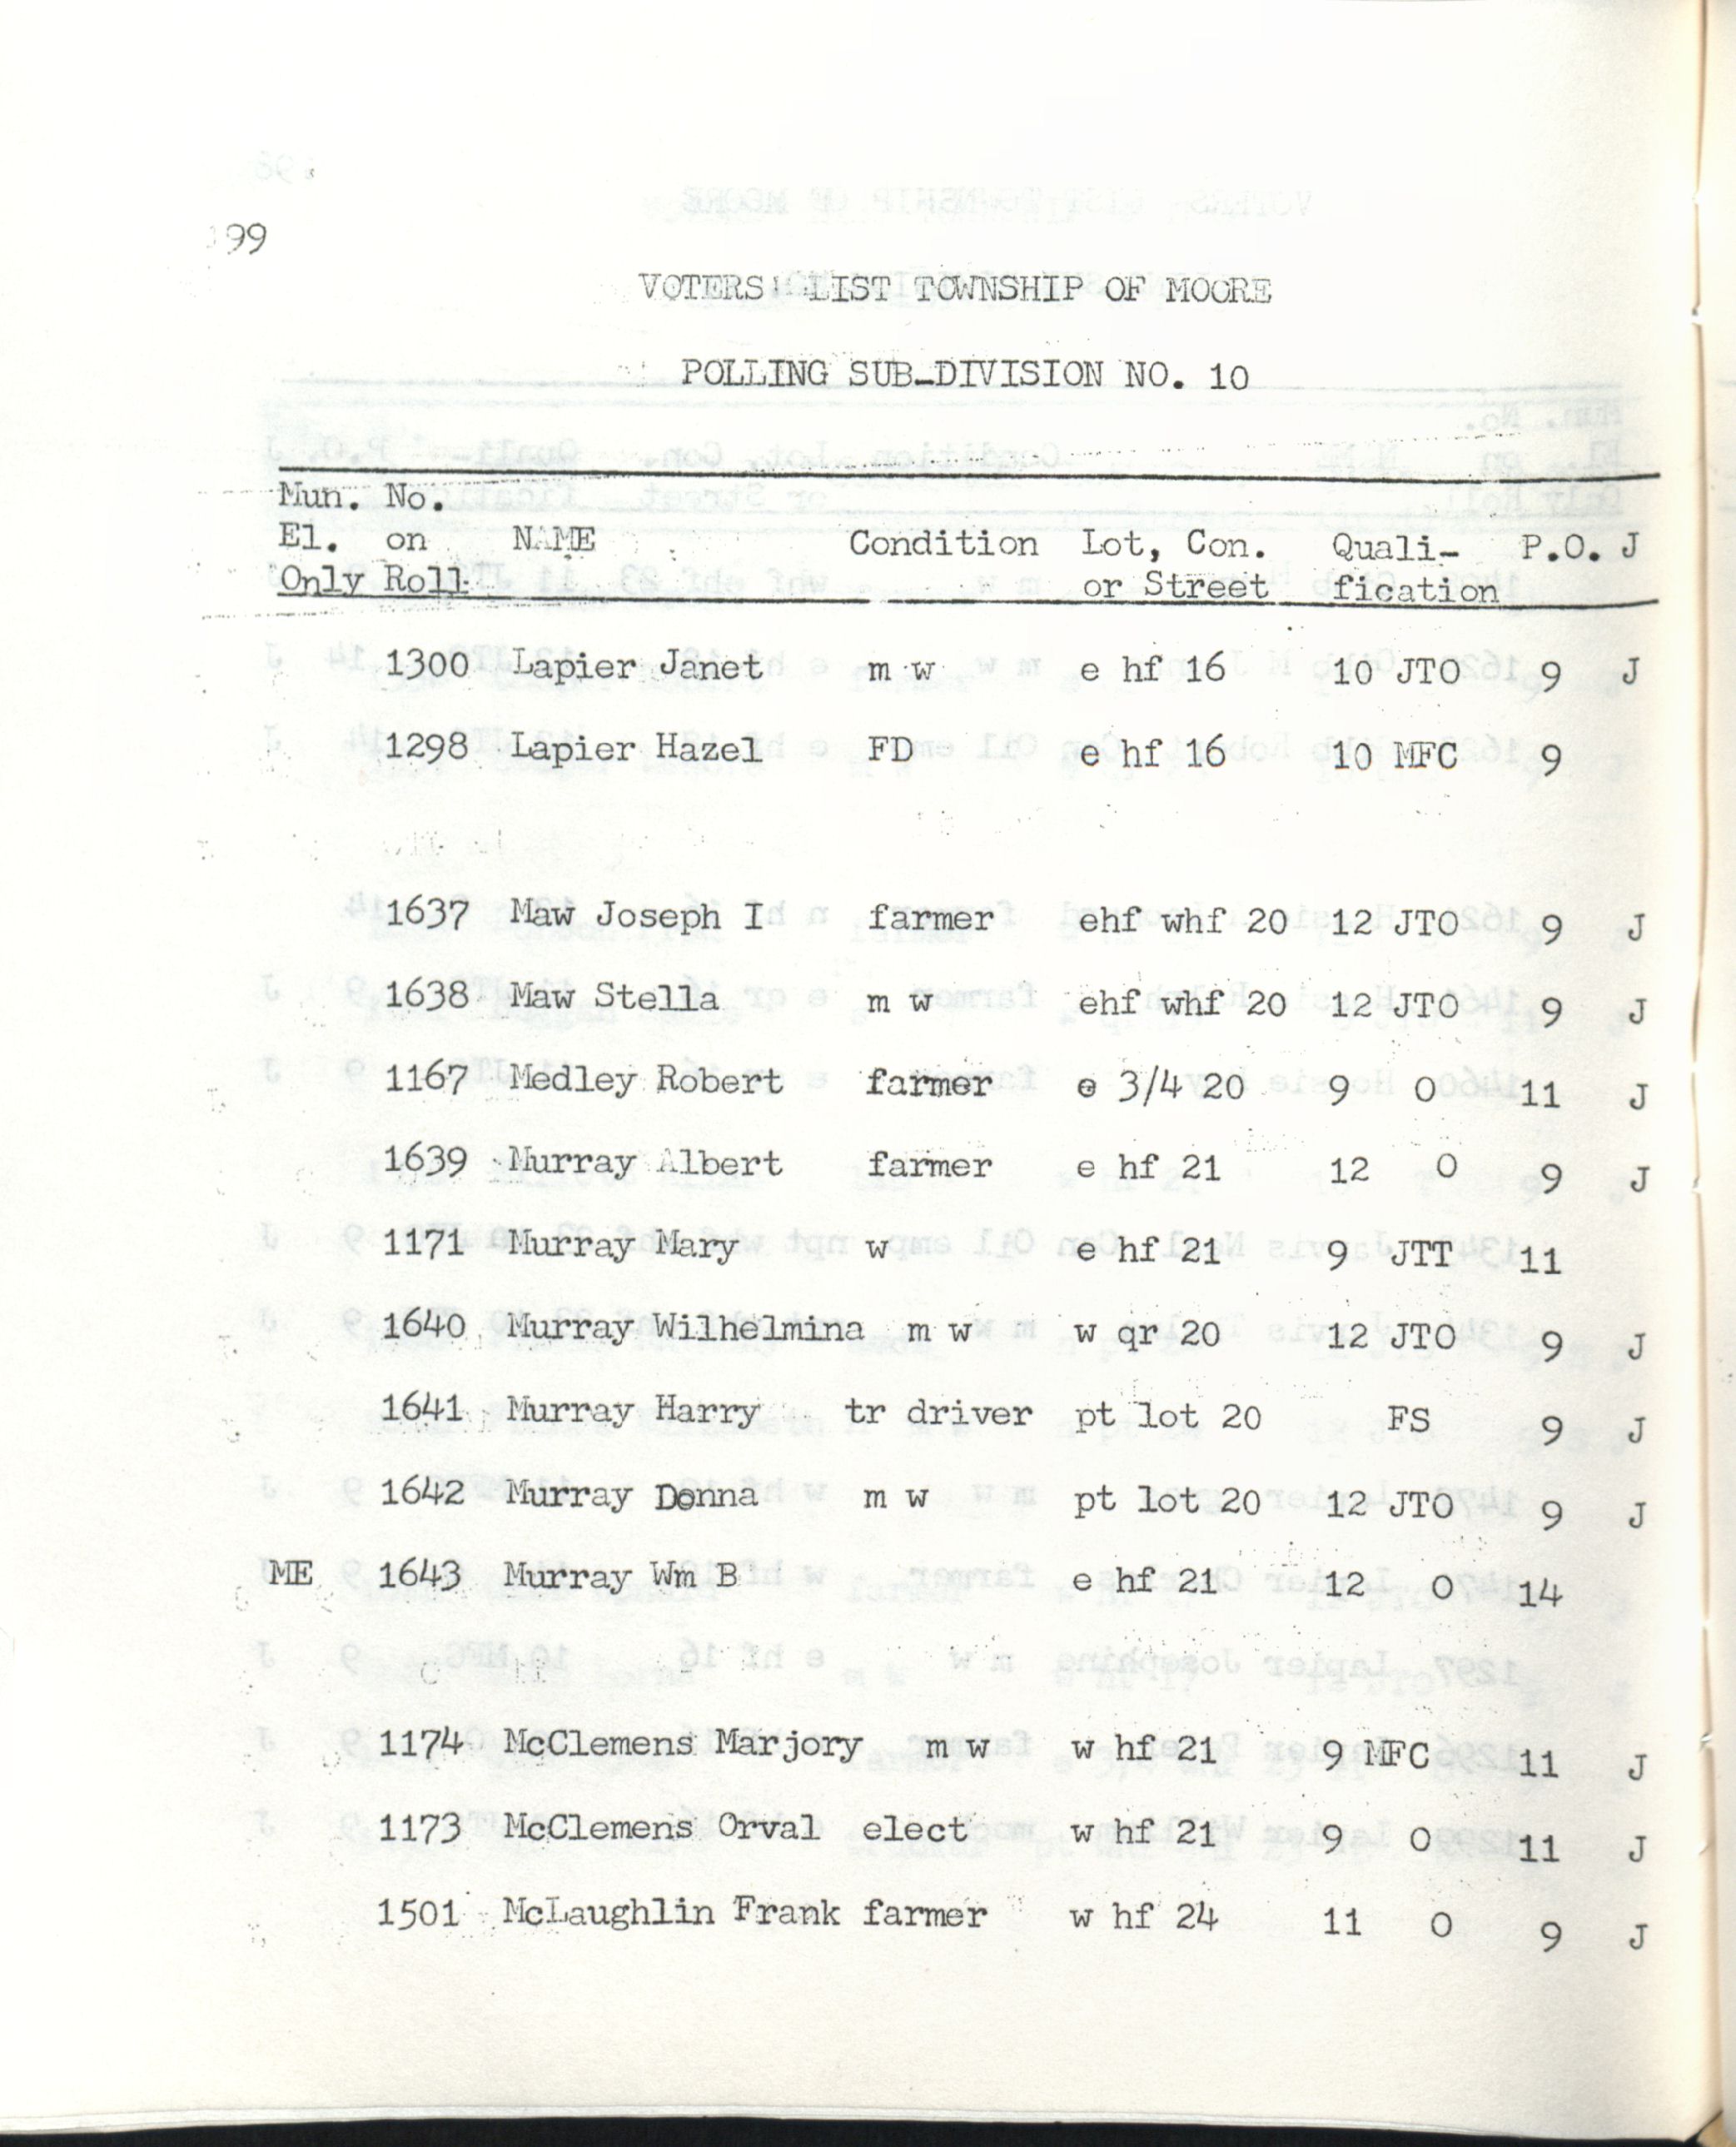 99
VOTERS' LIST TOWNSHIP OF MOORE
POLLING SUB-DIVISION NO. 10
Mun. No.
El. on NAME Condition Lot, Con. Quali- P.O. J
Only Roll or Street fication
1300 Lapier Janet m w e hf 16 10 JTO 9 J
1298 Lapier Hazel FD e hf 16 10 MFC 9
1637 Maw Joseph I farmer ehf whf 20 12 JTO 9 J
1638 Maw Stella m w ehf whf 20 12 JTO 9 J
1167 Medley Robert farmer e 3/4 20 9 O 11 J
1639 Murray Albert farmer e hf 21 12 O 9 J
1171 Murray Mary w e hf 21 9 JTT 11
1640 Murray Wilhelmina m w w qr 20 12 JTO 9 J
1641 Murray Harry tr driver pt lot 20 FS 9 J
1642 Murray Donna m w pt lot 20 12 JTO 9 J
ME 1643 Murray Wm B e hf 21 12 O 14
1174 McClemens Marjory m w w hf 21 9 MFC 11 J
1173 McClemens Orval elect w hf 21 9 O 11 J
1501 McLaughlin Frank farmer w hf 24 11 O 9 J